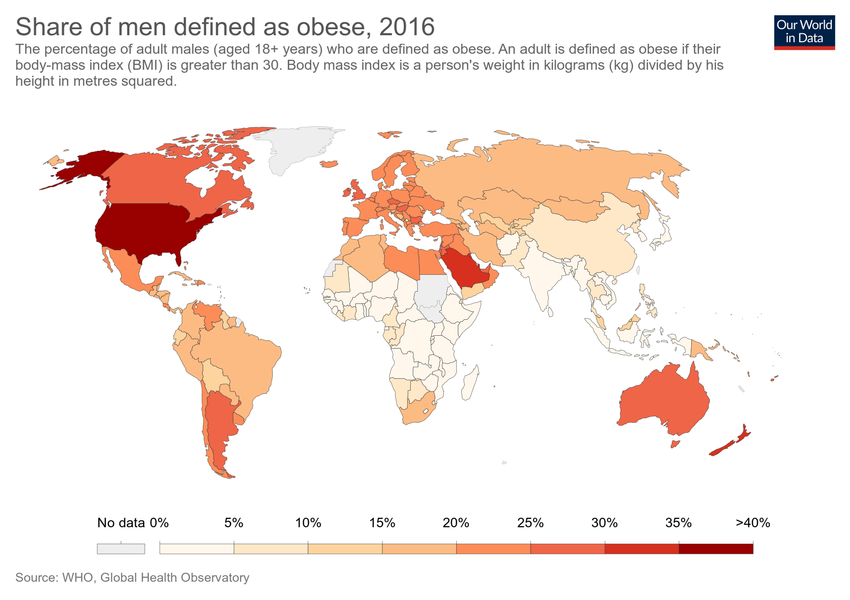 Share of men defined as obese, 2016
Our World
in Data
The percentage of adult males (aged 18+ years) who are defined as obese. An adult is defined as obese if their
body-mass index (BMI) is greater than 30. Body mass index is a person's weight in kilograms (kg) divided by his
height in metres squared.
No data 0% 5% 10% 15% 20% 25% 30% 35% >40%
Source: WHO, Global Health Observatory